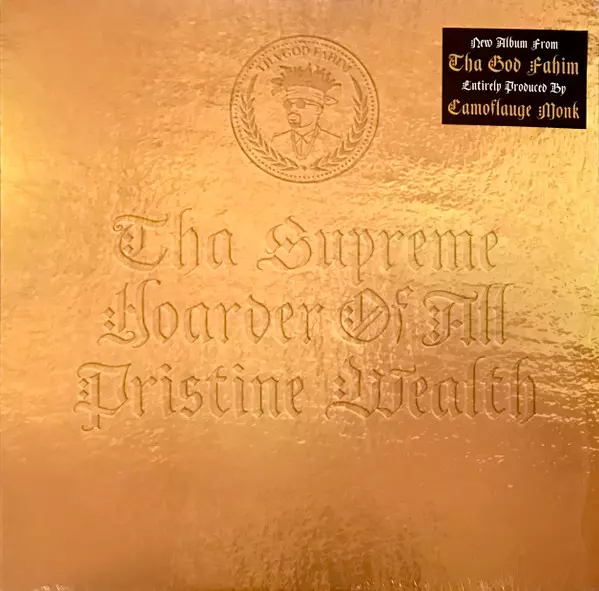 THA GOD FAHIM
New Album From
Tha God Fahim
Entirely Produced By
Camoflauge Monk
Tha Supreme
Hoarder Of All
Pristine Wealth